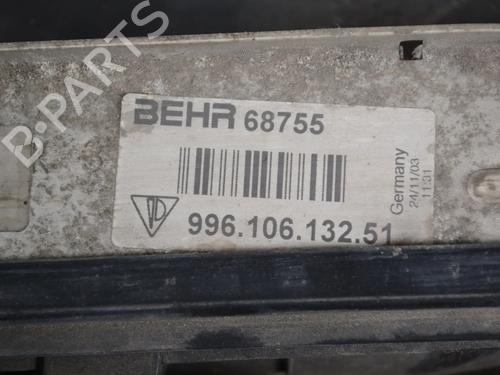 BEHR 68755
996.106.132.51
Germany
24/11/03
11:31
B-PARTS